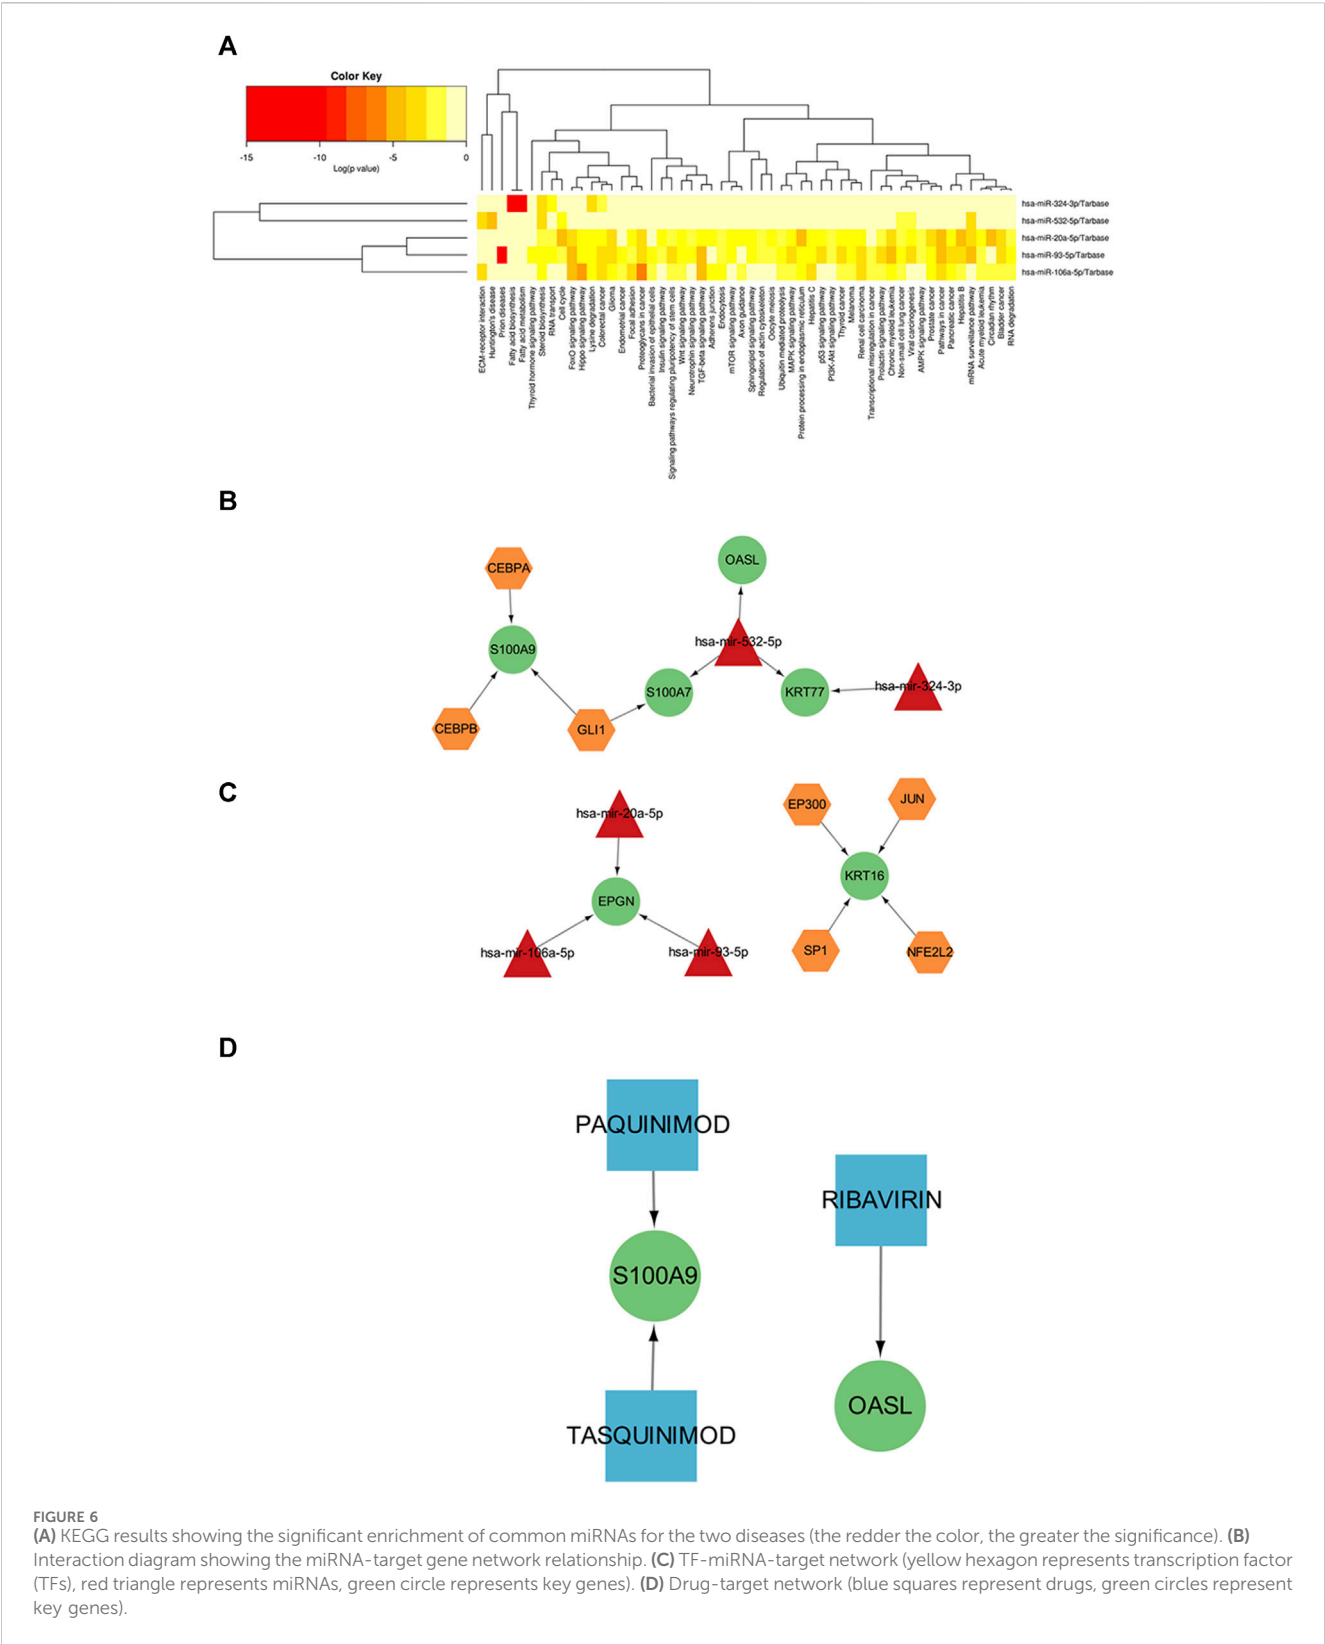 A
Color Key
-15
-10
-5
0
Log(p value)
hsa-miR-324-3p/Tarbase
hsa-miR-532-5p/Tarbase
hsa-miR-20a-5p/Tarbase
hsa-miR-93-5p/Tarbase
hsa-miR-106a-5p/Tarbase
ECM-receptor interaction
Huntington's disease
Prion diseases
Fatty acid biosynthesis
Fatty acid metabolism
Thyroid hormone signaling pathway
Steroid biosynthesis
RNA transport
Cell cycle
FoxO signaling pathway
Hippo signaling pathway
Lysine degradation
Colorectal cancer
Glioma
Endometrial cancer
Focal adhesion
Proteoglycans in cancer
Bacterial invasion of epithelial cells
Insulin signaling pathway
Signaling pathways regulating pluripotency of stem cells
Wnt signaling pathway
Neurotrophin signaling pathway
TGF-beta signaling pathway
Adherens junction
Endocytosis
mTOR signaling pathway
Axon guidance
Sphingolipid signaling pathway
Regulation of actin cytoskeleton
Oocyte meiosis
Ubiquitin mediated proteolysis
MAPK signaling pathway
Protein processing in endoplasmic reticulum
Hepatitis C
p53 signaling pathway
PI3K-Akt signaling pathway
Thyroid cancer
Melanoma
Renal cell carcinoma
Transcriptional misregulation in cancer
Prolactin signaling pathway
Chronic myeloid leukemia
Non-small cell lung cancer
Viral carcinogenesis
AMPK signaling pathway
Prostate cancer
Pathways in cancer
Pancreatic cancer
Hepatitis B
mRNA surveillance pathway
Acute myeloid leukemia
Circadian rhythm
Bladder cancer
RNA degradation
B
CEBPA
OASL
S100A9
hsa-mir-532-5p
S100A7
KRT77
hsa-mir-324-3p
CEBPB
GLI1
C
hsa-mir-20a-5p
EP300
JUN
EPGN
KRT16
hsa-mir-106a-5p
hsa-mir-93-5p
SP1
NFE2L2
D
PAQUINIMOD
RIBAVIRIN
S100A9
OASL
TASQUINIMOD
FIGURE 6
(A) KEGG results showing the significant enrichment of common miRNAs for the two diseases (the redder the color, the greater the significance). (B)
Interaction diagram showing the miRNA-target gene network relationship. (C) TF-miRNA-target network (yellow hexagon represents transcription factor
(TFs), red triangle represents miRNAs, green circle represents key genes). (D) Drug-target network (blue squares represent drugs, green circles represent
key genes).